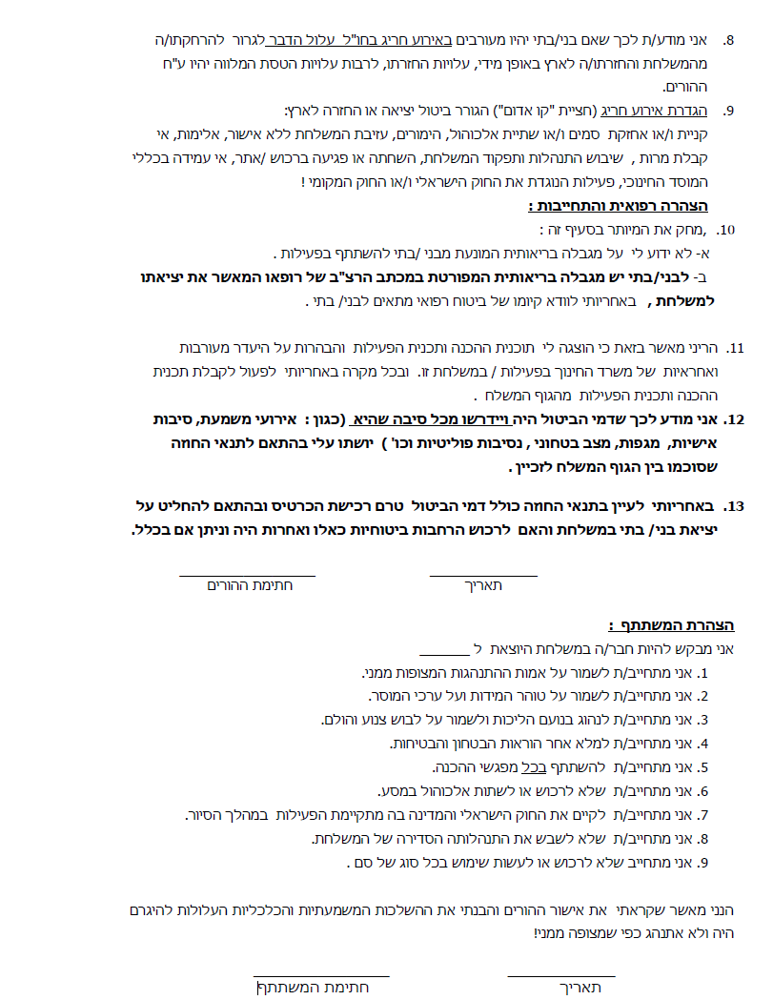 8. אני מודע/ת לכך שאם בני/בתי יהיו מעורבים באירוע חריג בחו"ל עלול הדבר לגרור להרחקתו/ה
מהמשלחת והחזרתו/ה לארץ באופן מידי, עלויות החזרתו, לרבות עלויות הטסת המלווה יהיו ע"ח
ההורים.
9. הגדרת אירוע חריג (חציית "קו אדום") הגורר ביטול יציאה או החזרה לארץ:
קניית ו/או אחזקת סמים ו/או שתיית אלכוהול, הימורים, עזיבת המשלחת ללא אישור, אלימות, אי
קבלת מרות , שיבוש התנהלות ותפקוד המשלחת, השחתה או פגיעה ברכוש /אתר, אי עמידה בכללי
המוסד החינוכי, פעילות הנוגדת את החוק הישראלי ו/או החוק המקומי !
הצהרה רפואית והתחייבות :
10. ,מחק את המיותר בסעיף זה :
א- לא ידוע לי על מגבלה בריאותית המונעת מבני /בתי להשתתף בפעילות .
ב- לבני/בתי יש מגבלה בריאותית המפורטת במכתב הרצ"ב של רופאו המאשר את יציאתו
למשלחת , באחריותי לוודא קיומו של ביטוח רפואי מתאים לבני/ בתי .
11. הריני מאשר בזאת כי הוצגה לי תוכנית ההכנה ותכנית הפעילות והבהרות על היעדר מעורבות
ואחראיות של משרד החינוך בפעילות / במשלחת זו. ובכל מקרה באחריותי לפעול לקבלת תכנית
ההכנה ותכנית הפעילות מהגוף המשלח .
12. אני מודע לכך שדמי הביטול היה ויידרשו מכל סיבה שהיא (כגון : אירועי משמעת, סיבות
אישיות, מגפות, מצב בטחוני , נסיבות פוליטיות וכו' ) יושתו עלי בהתאם לתנאי החוזה
שסוכמו בין הגוף המשלח לזכיין .
13. באחריותי לעיין בתנאי החוזה כולל דמי הביטול טרם רכישת הכרטיס ובהתאם להחליט על
יציאת בני/ בתי במשלחת והאם לרכוש הרחבות ביטוחיות כאלו ואחרות היה וניתן אם בכלל.
תאריך חתימת ההורים
הצהרת המשתתף :
אני מבקש להיות חבר/ה במשלחת היוצאת ל _______
1. אני מתחייב/ת לשמור על אמות ההתנהגות המצופות ממני.
2. אני מתחייב/ת לשמור על טוהר המידות ועל ערכי המוסר.
3. אני מתחייב/ת לנהוג בנועם הליכות ולשמור על לבוש צנוע והולם.
4. אני מתחייב/ת למלא אחר הוראות הבטחון והבטיחות.
5. אני מתחייב/ת להשתתף בכל מפגשי ההכנה.
6. אני מתחייב/ת שלא לרכוש או לשתות אלכוהול במסע.
7. אני מתחייב/ת לקיים את החוק הישראלי והמדינה בה מתקיימת הפעילות במהלך הסיור.
8. אני מתחייב/ת שלא לשבש את התנהלותה הסדירה של המשלחת.
9. אני מתחייב שלא לרכוש או לעשות שימוש בכל סוג של סם .
הנני מאשר שקראתי את אישור ההורים והבנתי את ההשלכות המשמעתיות והכלכליות העלולות להיגרם
היה ולא אתנהג כפי שמצופה ממני!
תאריך חתימת המשתתף